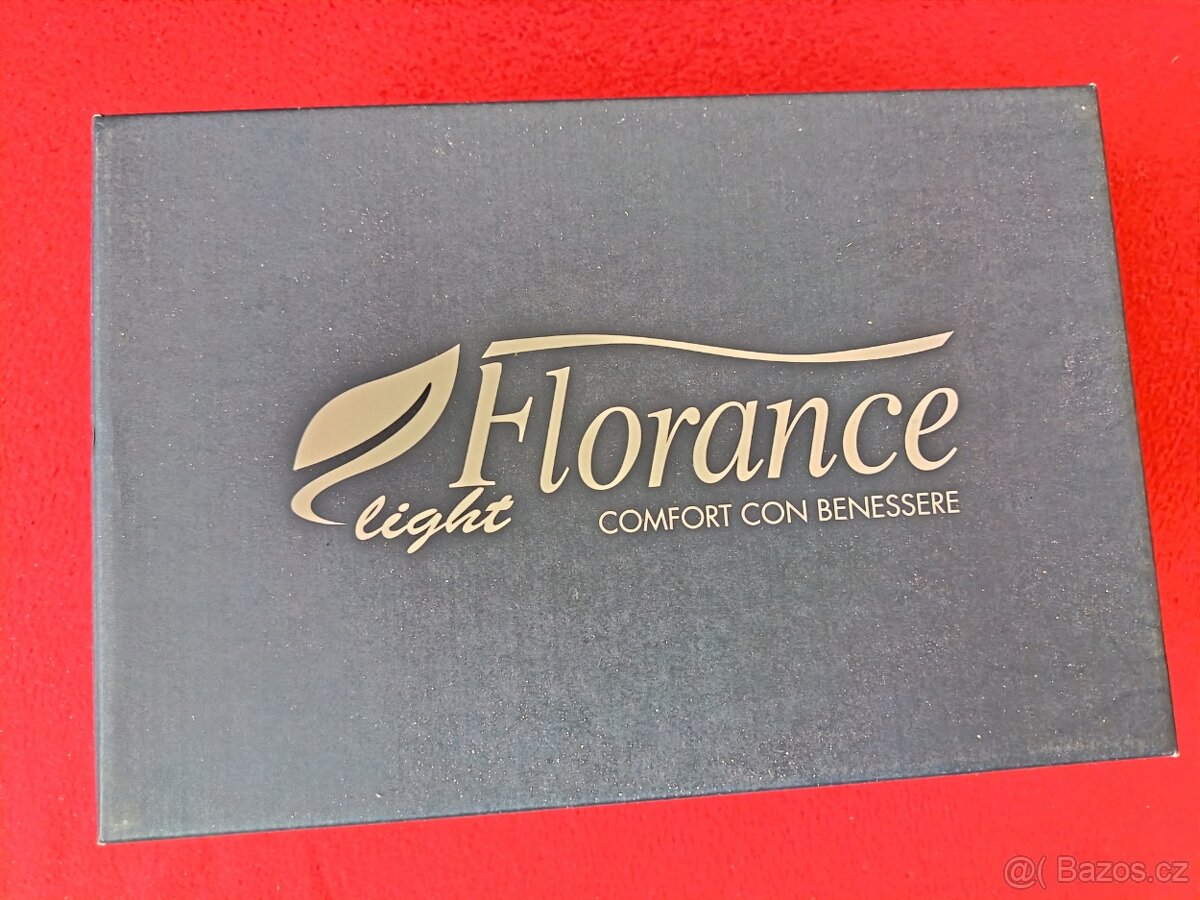 Florance
light
COMFORT CON BENESSERE
@( Bazos.cz